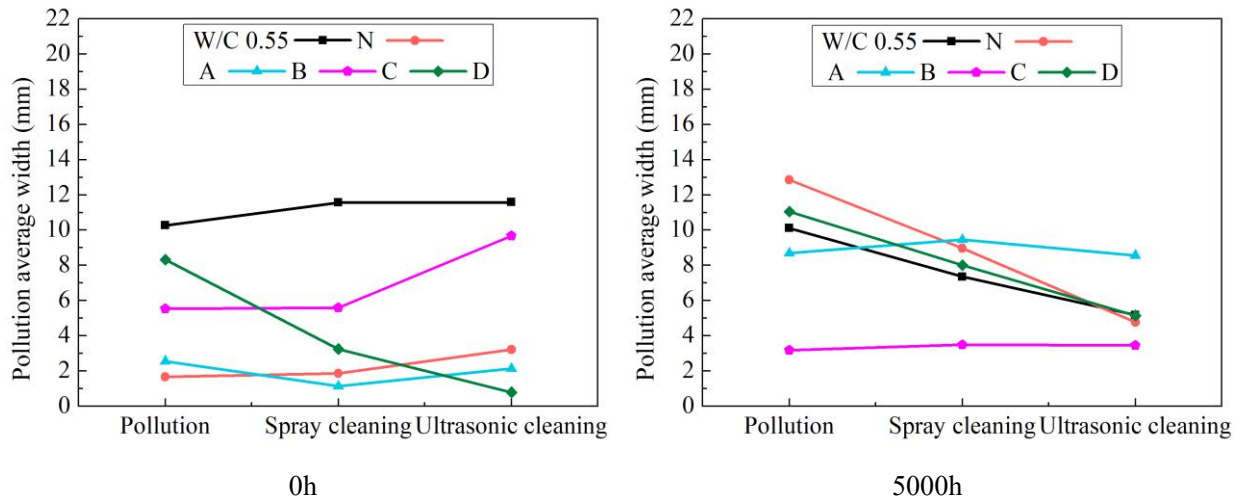 22
20
18
16
14
12
10
8
6
4
2
0
Pollution average width (mm)
W/C 0.55 N
A B C D
Pollution Spray cleaning Ultrasonic cleaning
0h
22
20
18
16
14
12
10
8
6
4
2
0
Pollution average width (mm)
W/C 0.55 N
A B C D
Pollution Spray cleaning Ultrasonic cleaning
5000h